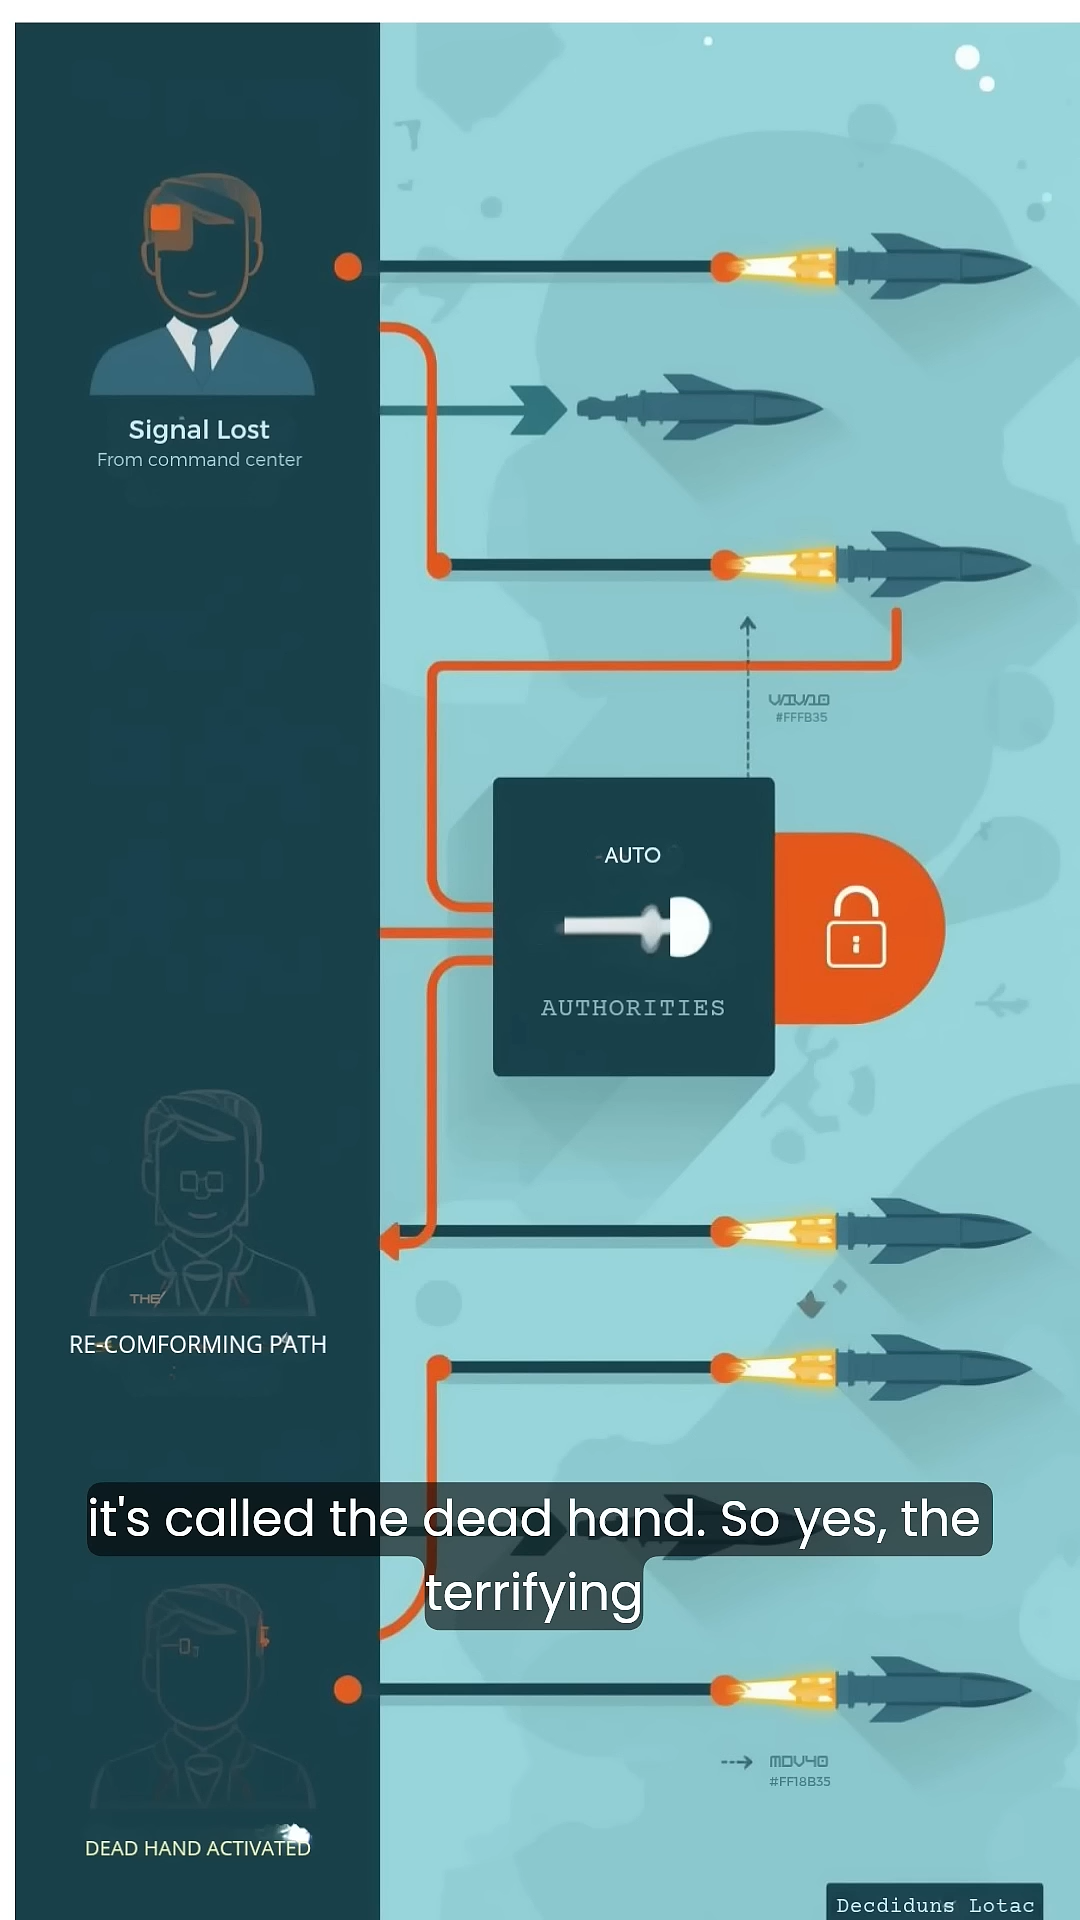 Signal Lost
From command center
#FFFB35
-AUTO
AUTHORITIES
THE
RE-COMFORMING PATH
it's called the dead hand. So yes, the
terrifying
MDV40
#FF18B35
DEAD HAND ACTIVATED
Decdiduns Lotac